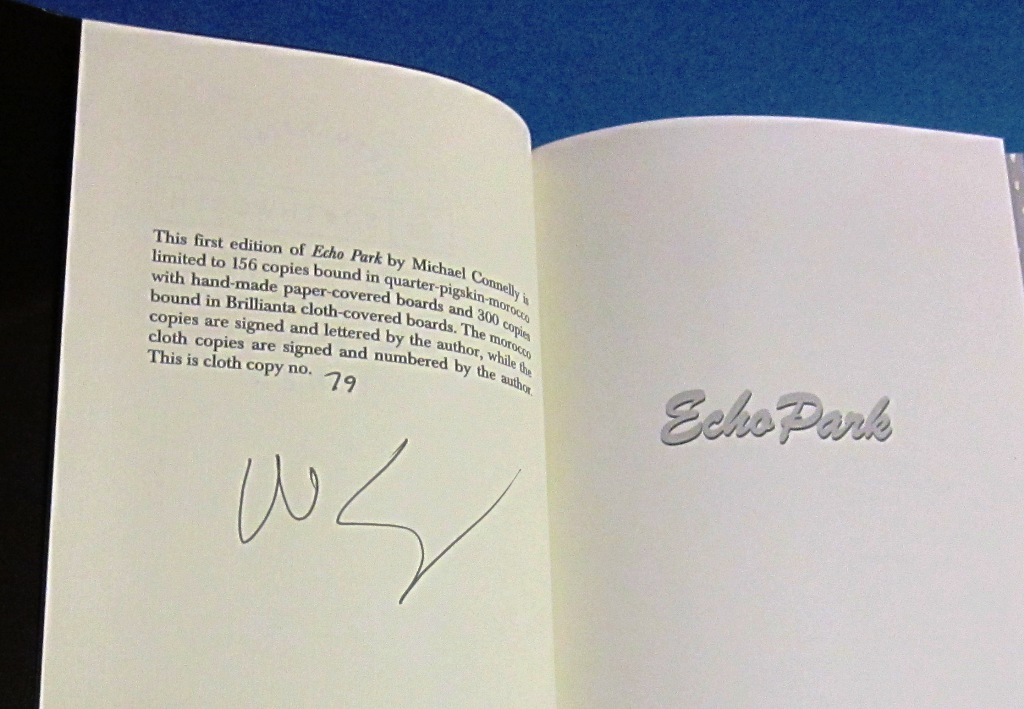 This first edition of Echo Park by Michael Connelly is
limited to 156 copies bound in quarter-pigskin-morocco
with hand-made paper-covered boards and 300 copies
bound in Brillianta cloth-covered boards. The morocco
copies are signed and lettered by the author, while the
cloth copies are signed and numbered by the author.
This is cloth copy no. 79
Echo Park